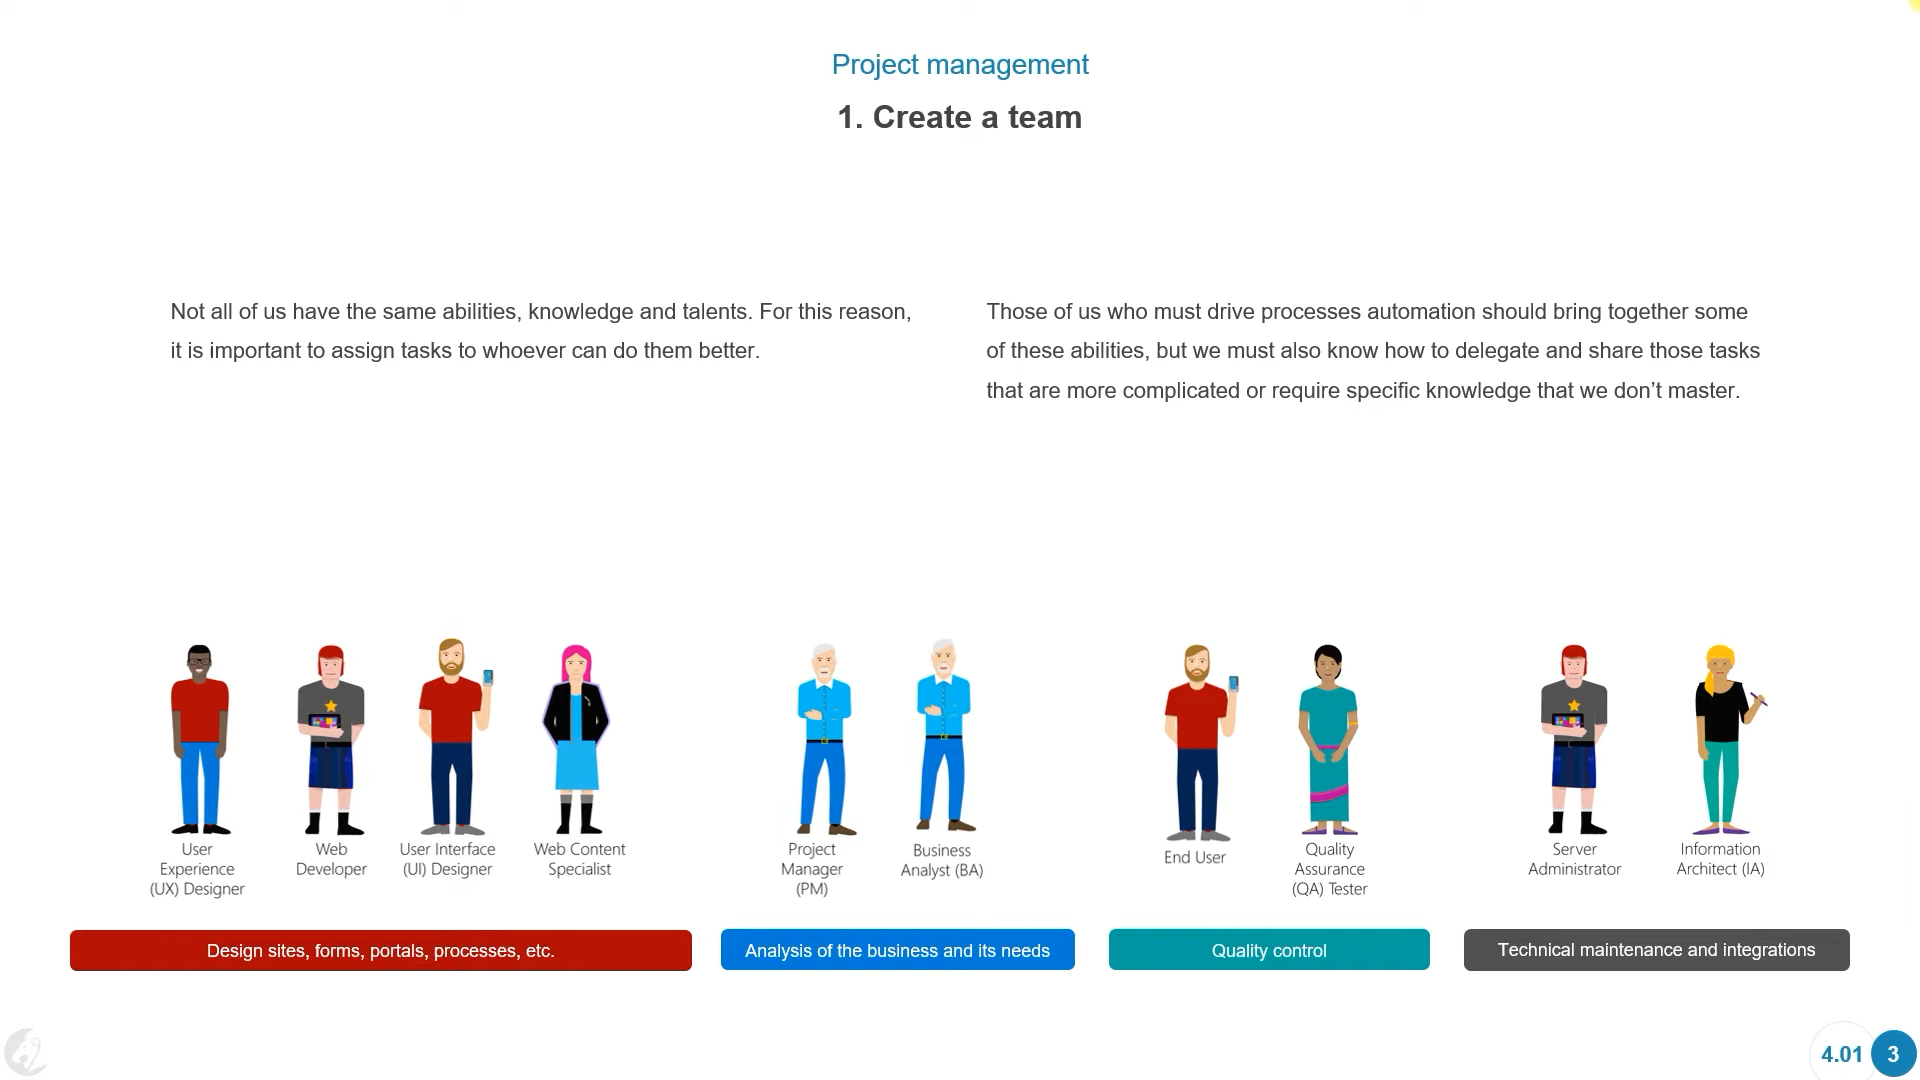 Project management
1. Create a team
Not all of us have the same abilities, knowledge and talents. For this reason,
it is important to assign tasks to whoever can do them better.
Those of us who must drive processes automation should bring together some
of these abilities, but we must also know how to delegate and share those tasks
that are more complicated or require specific knowledge that we don’t master.
User
Experience
(UX) Designer
Web
Developer
User Interface
(UI) Designer
Web Content
Specialist
Project
Manager
(PM)
Business
Analyst (BA)
End User
Quality
Assurance
(QA) Tester
Server
Administrator
Information
Architect (IA)
Design sites, forms, portals, processes, etc.
Analysis of the business and its needs
Quality control
Technical maintenance and integrations
4.01
3